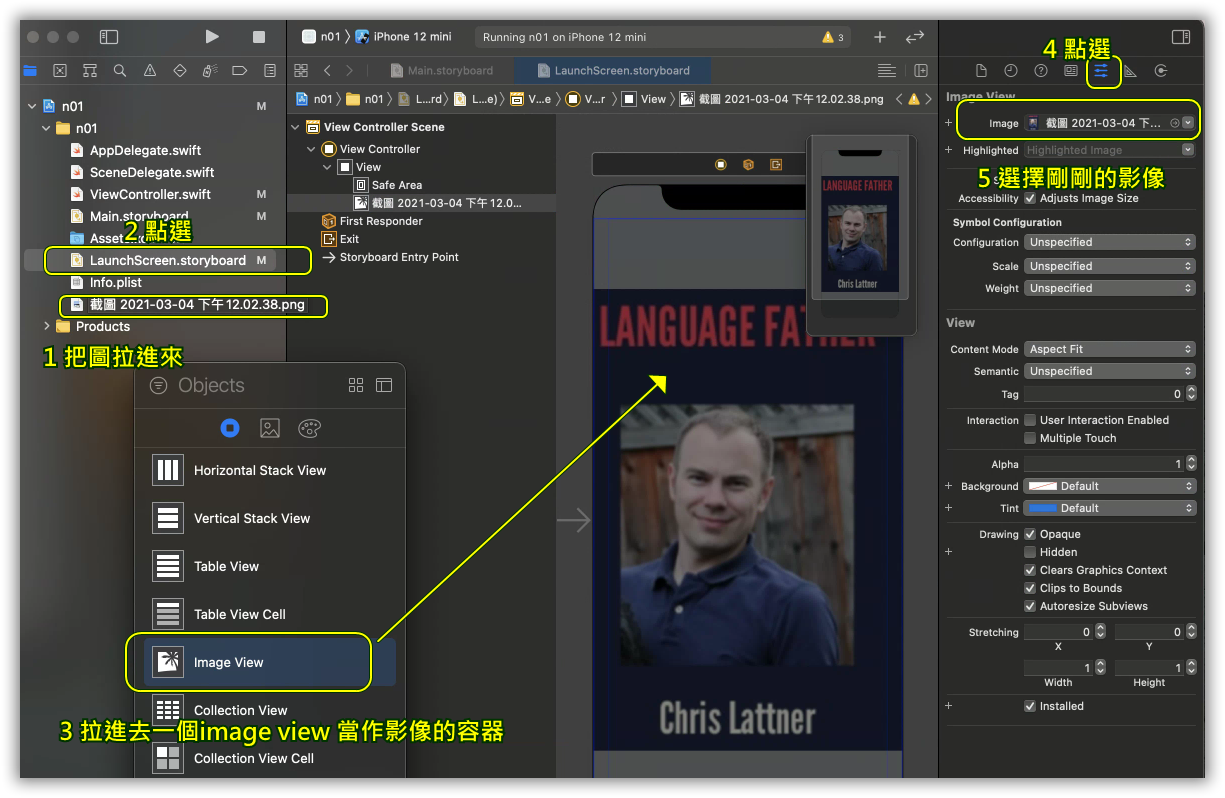 n01
iPhone 12 mini
Running n01 on iPhone 12 mini
3
4 點選
Main.storyboard
LaunchScreen.storyboard
n01
M
n01
AppDelegate.swift
SceneDelegate.swift
ViewController.swift
M
Main.storyboard
M
2 點選
LaunchScreen.storyboard
M
Info.plist
截圖 2021-03-04 下午12.02.38.png
Products
1 把圖拉進來
n01
n01
L...rd)
L...e)
V...e
V...r
View
截圖 2021-03-04 下午12.02.38.png
View Controller Scene
View Controller
View
Safe Area
截圖 2021-03-04 下午 12.0...
First Responder
Exit
Storyboard Entry Point
LANGUAGE FATHER
Chris Lattner
LANGUAGE FATHER
Chris Lattner
Objects
Horizontal Stack View
Vertical Stack View
Table View
Table View Cell
Image View
Collection View
3 拉進去一個image view 當作影像的容器
Collection View Cell
Image View
Image
截圖 2021-03-04 下...
Highlighted
Highlighted Image
5 選擇剛剛的影像
Accessibility
Adjusts Image Size
Symbol Configuration
Configuration
Unspecified
Scale
Unspecified
Weight
Unspecified
View
Content Mode
Aspect Fit
Semantic
Unspecified
Tag
0
Interaction
User Interaction Enabled
Multiple Touch
Alpha
1
Background
Default
Tint
Default
Drawing
Opaque
Hidden
Clears Graphics Context
Clips to Bounds
Autoresize Subviews
Stretching
0
0
X
Y
1
1
Width
Height
Installed